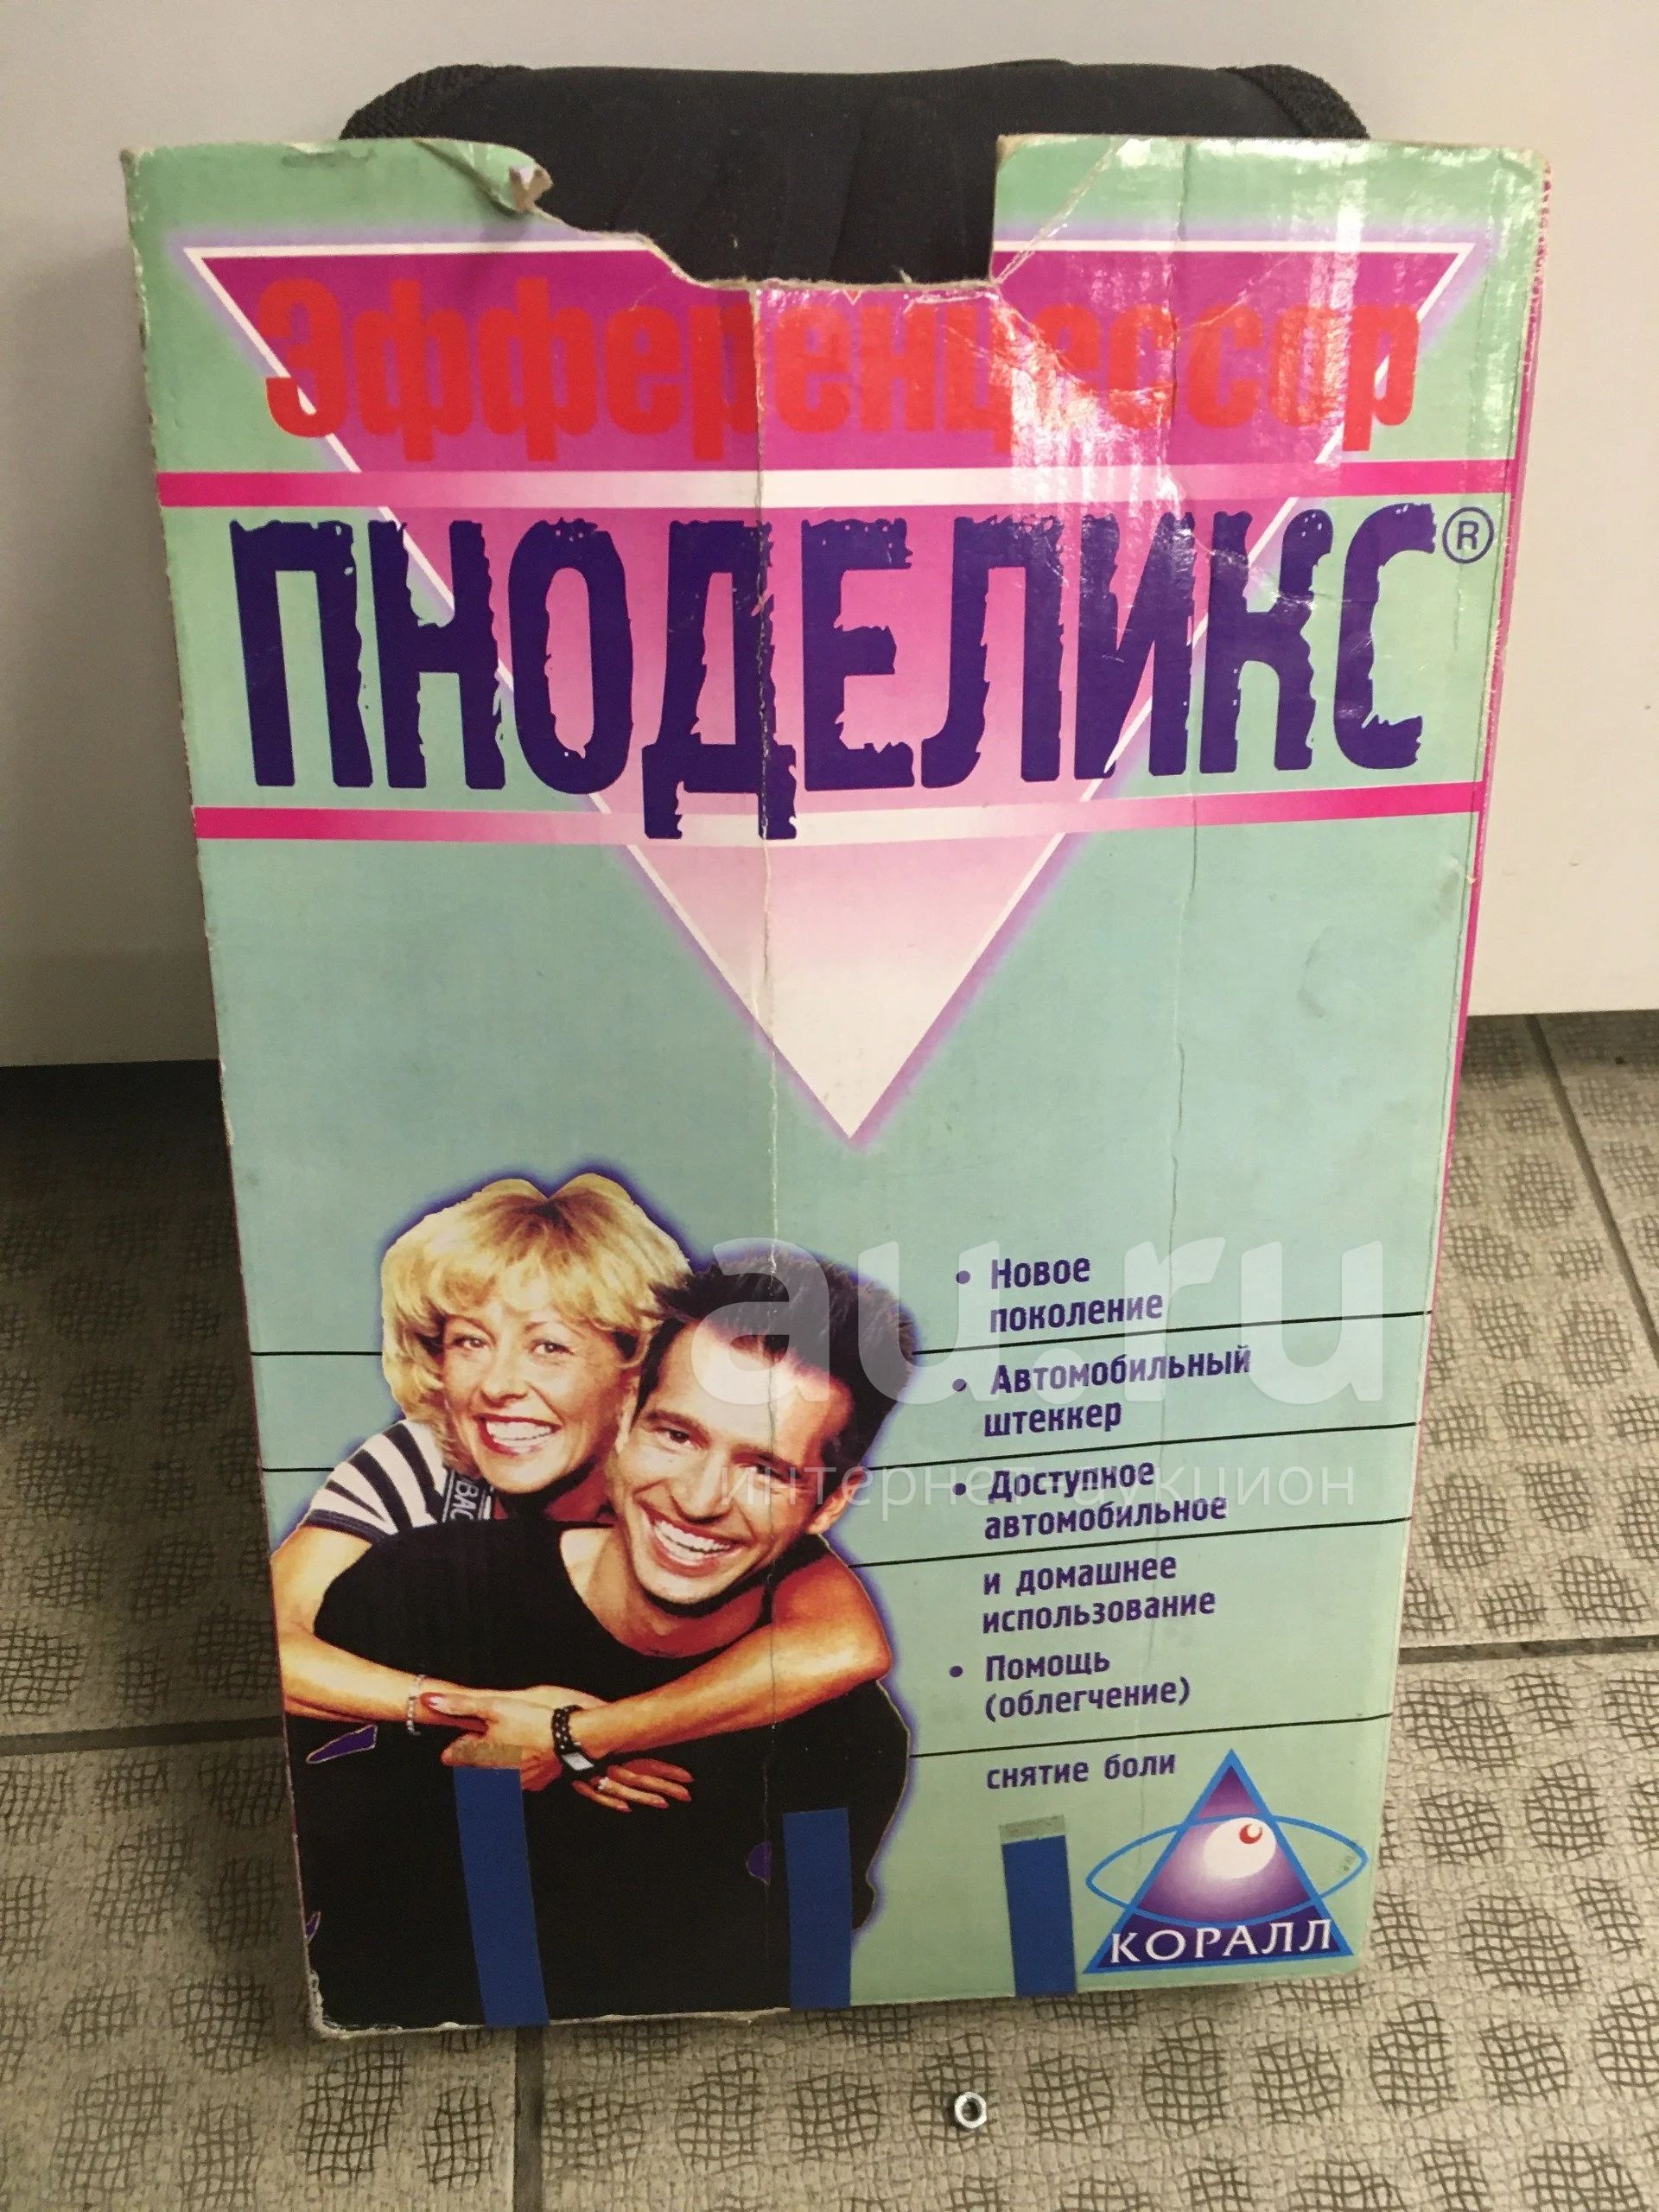 Эфференцессор
ПНОДЕЛИКС®
• Новое
поколение
• Автомобильный
штеккер
• Доступное
автомобильное
и домашнее
использование
• Помощь
(облегчение)
снятие боли
КОРАЛЛ
au.ru
интернет-аукцион